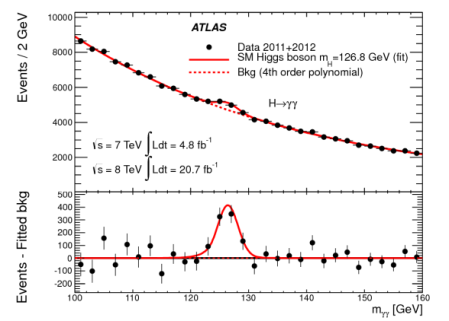 ATLAS
Data 2011+2012
SM Higgs boson m_H=126.8 GeV (fit)
Bkg (4th order polynomial)
H→γγ
√s = 7 TeV ∫Ldt = 4.8 fb⁻¹
√s = 8 TeV ∫Ldt = 20.7 fb⁻¹
Events / 2 GeV
10000
8000
6000
4000
2000
Events - Fitted bkg
500
400
300
200
100
0
-100
-200
100 110 120 130 140 150 160
m_γγ [GeV]